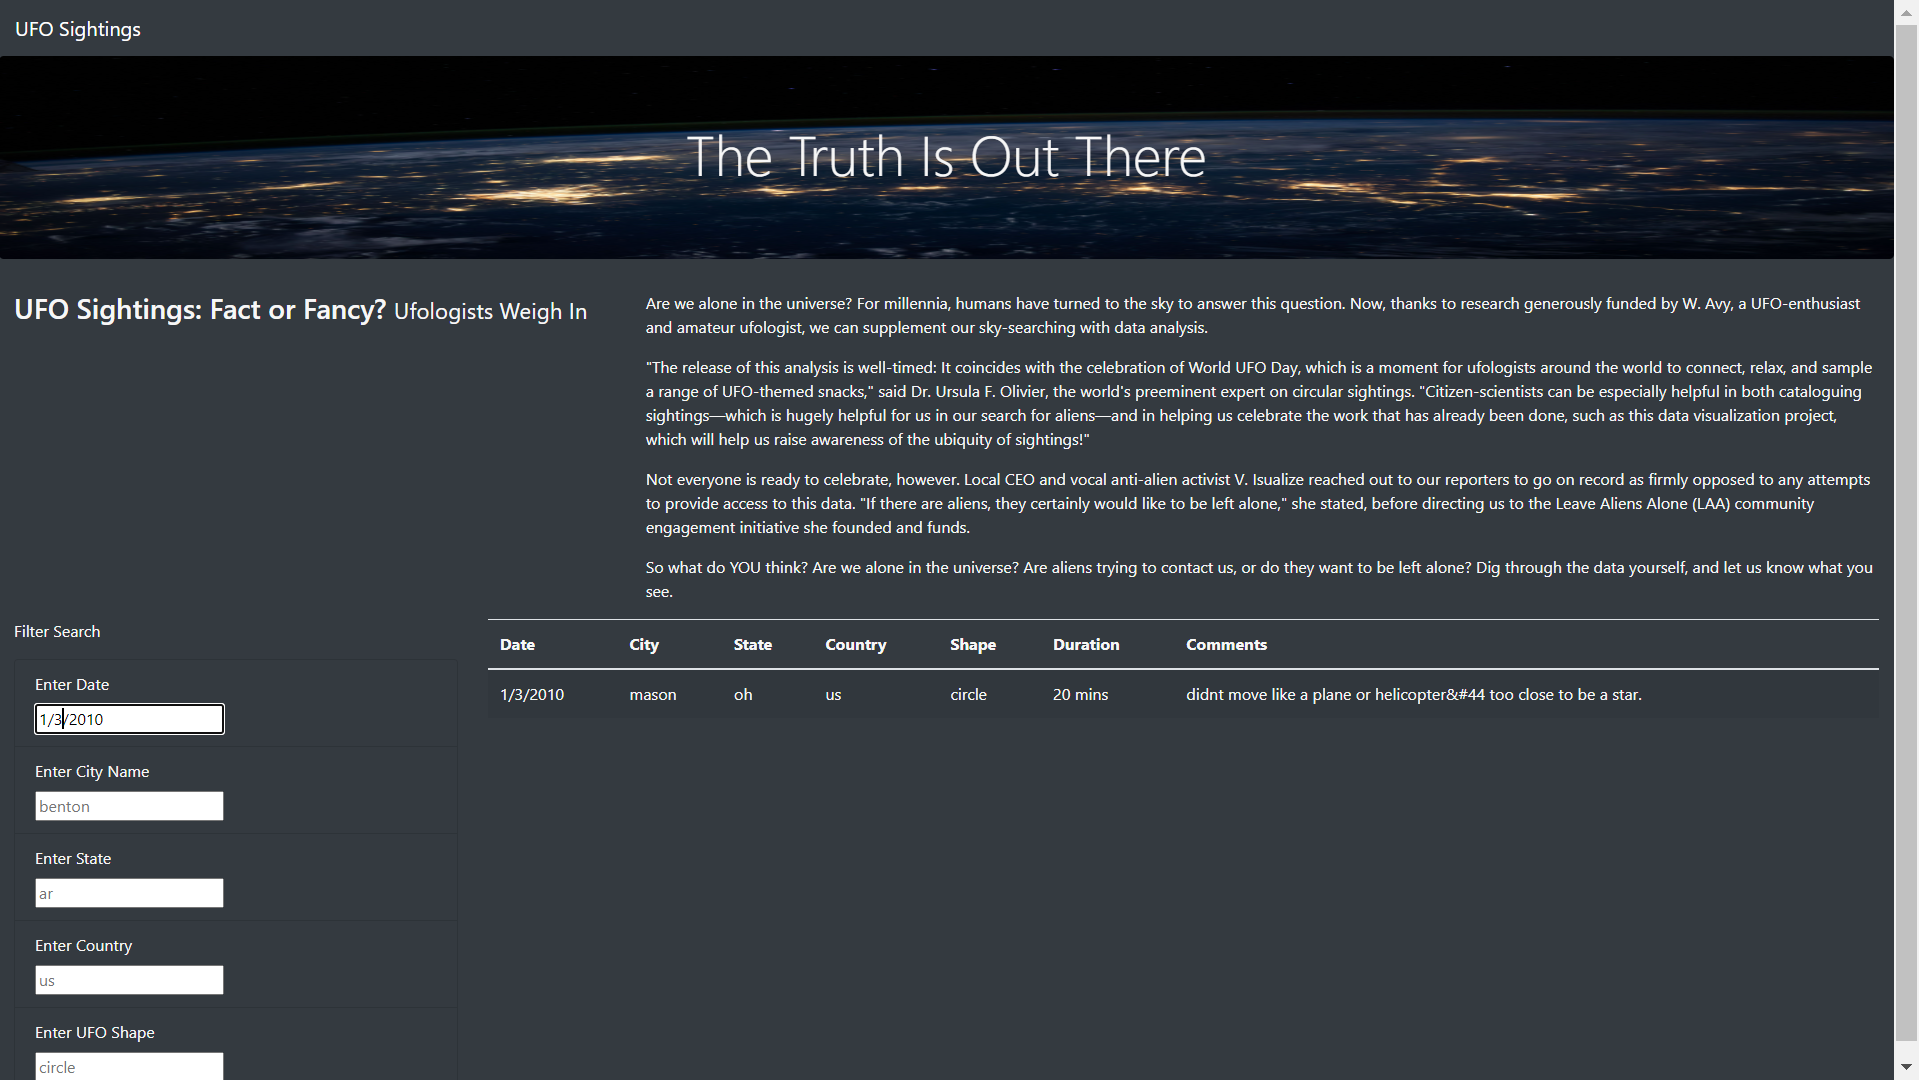 UFO Sightings
The Truth Is Out There
UFO Sightings: Fact or Fancy? Ufologists Weigh In
Are we alone in the universe? For millennia, humans have turned to the sky to answer this question. Now, thanks to research generously funded by W. Avy, a UFO-enthusiast
and amateur ufologist, we can supplement our sky-searching with data analysis.
"The release of this analysis is well-timed: It coincides with the celebration of World UFO Day, which is a moment for ufologists around the world to connect, relax, and sample
a range of UFO-themed snacks," said Dr. Ursula F. Olivier, the world's preeminent expert on circular sightings. "Citizen-scientists can be especially helpful in both cataloguing
sightings—which is hugely helpful for us in our search for aliens—and in helping us celebrate the work that has already been done, such as this data visualization project,
which will help us raise awareness of the ubiquity of sightings!"
Not everyone is ready to celebrate, however. Local CEO and vocal anti-alien activist V. Isualize reached out to our reporters to go on record as firmly opposed to any attempts
to provide access to this data. "If there are aliens, they certainly would like to be left alone," she stated, before directing us to the Leave Aliens Alone (LAA) community
engagement initiative she founded and funds.
So what do YOU think? Are we alone in the universe? Are aliens trying to contact us, or do they want to be left alone? Dig through the data yourself, and let us know what you
see.
Filter Search
Enter Date
1/3/2010
Enter City Name
benton
Enter State
ar
Enter Country
us
Enter UFO Shape
circle
Date City State Country Shape Duration Comments
1/3/2010 mason oh us circle 20 mins didnt move like a plane or helicopter&#44 too close to be a star.